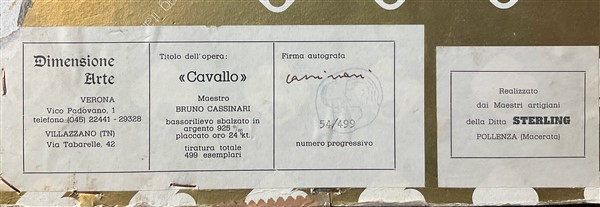 Dimensione
Arte
VERONA
Vico Padovano, 1
telefono (045) 22441 - 29328
VILLAZZANO (TN)
Via Tabarelle, 42
Titolo dell'opera:
«Cavallo»
Maestro
BRUNO CASSINARI
bassorilievo sbalzato in
argento 925 °/₀₀
placcato oro 24 kt.
tiratura totale
499 esemplari
Firma autografa
cassinari
54/499
numero progressivo
Realizzato
dai Maestri artigiani
della Ditta STERLING
POLLENZA (Macerata)